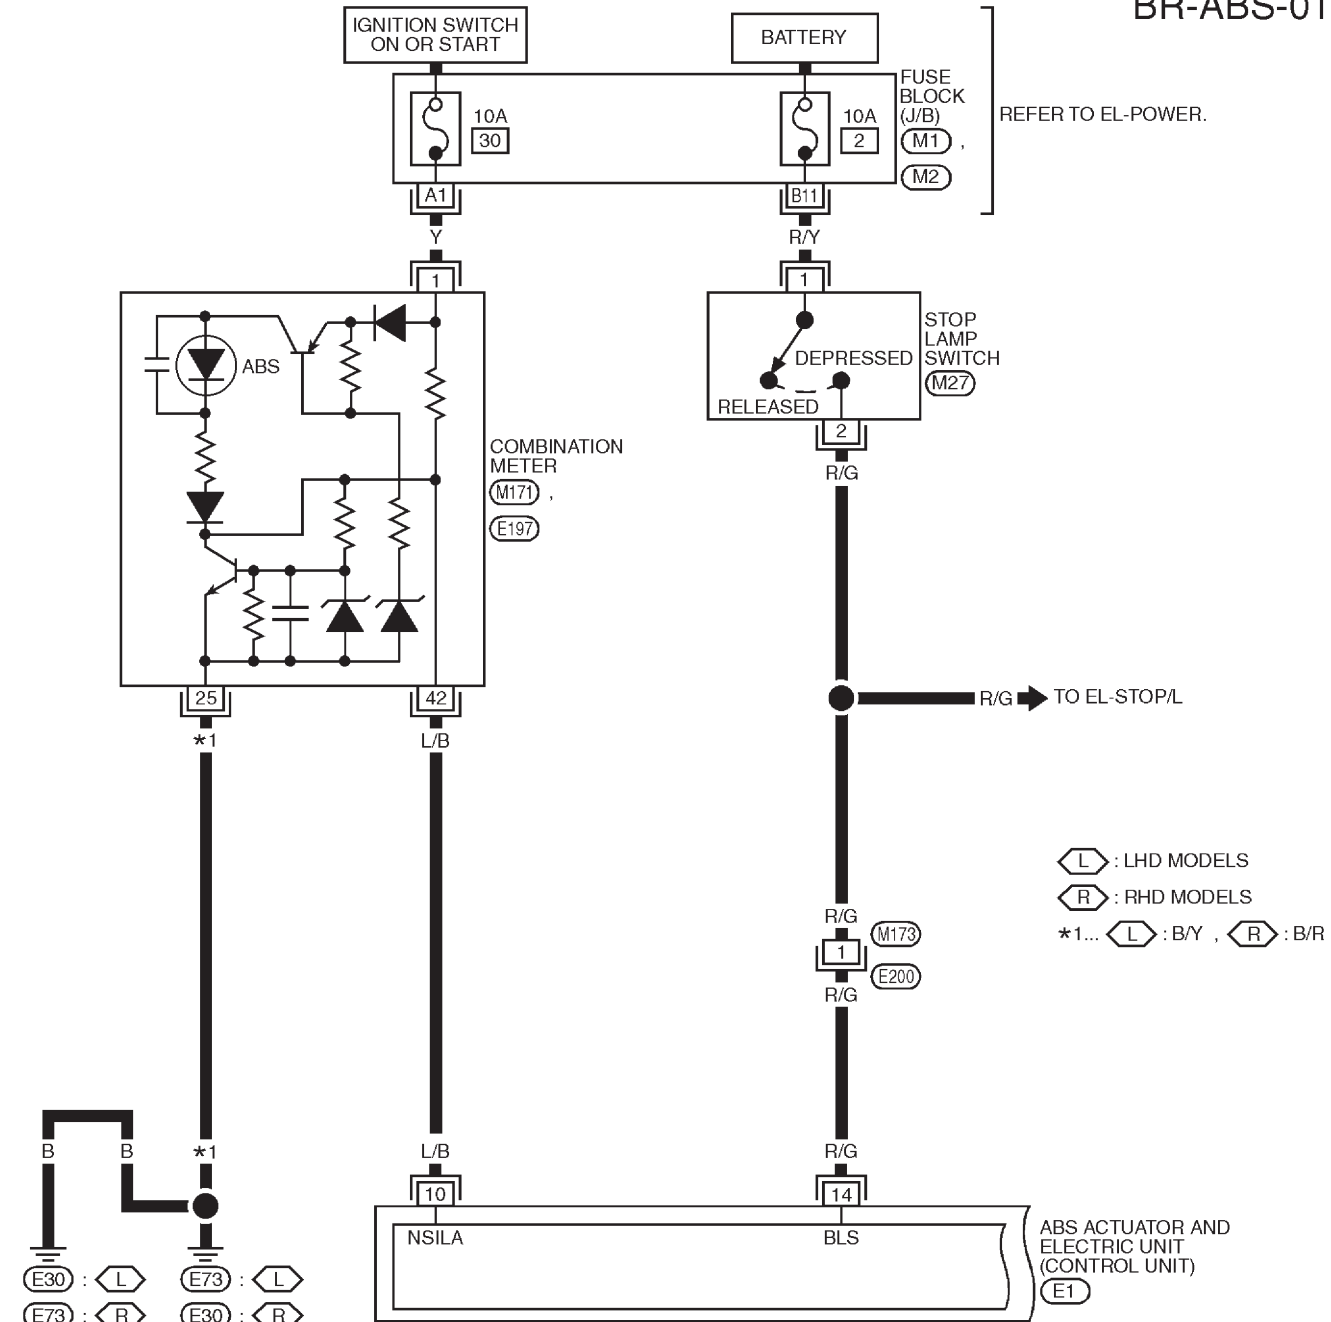 BR-ABS-01
IGNITION SWITCH
ON OR START
BATTERY
FUSE
BLOCK
(J/B)
M1 ,
M2
REFER TO EL-POWER.
10A
30
10A
2
A1
B11
Y
R/Y
1
1
ABS
STOP
LAMP
SWITCH
M27
DEPRESSED
RELEASED
2
R/G
COMBINATION
METER
M171 ,
E197
25
42
*1
L/B
R/G
TO EL-STOP/L
L : LHD MODELS
R : RHD MODELS
*1... L : B/Y , R : B/R
R/G
M173
1
E200
R/G
B
B
*1
L/B
R/G
10
14
NSILA
BLS
ABS ACTUATOR AND
ELECTRIC UNIT
(CONTROL UNIT)
E1
E30 : L
E73 : L
E73 : R
E30 : R